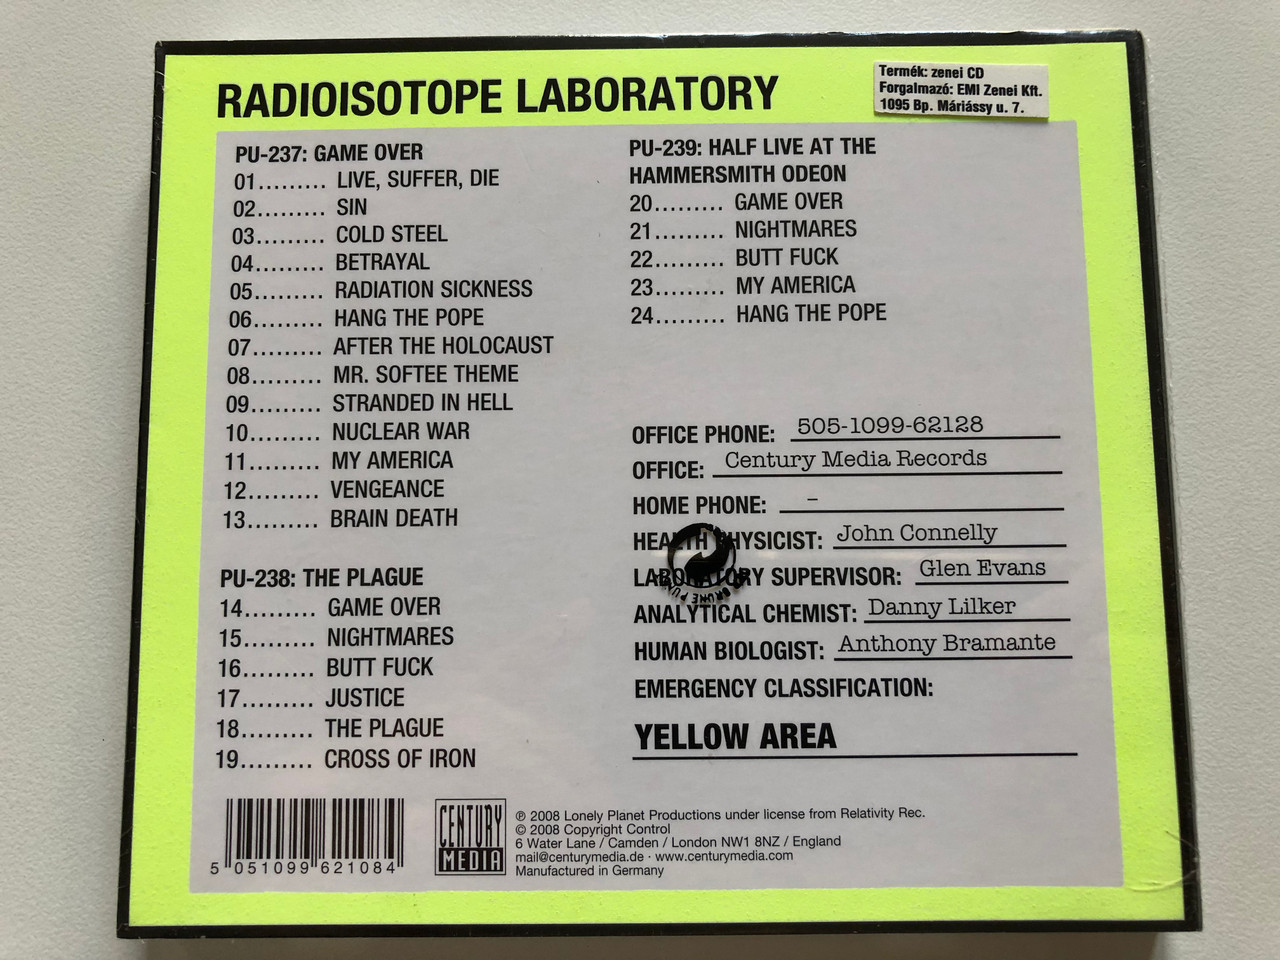 RADIOISOTOPE LABORATORY
Termék: zenei CD
Forgalmazó: EMI Zenei Kft.
1095 Bp. Máriássy u. 7.
PU-237: GAME OVER
01......... LIVE, SUFFER, DIE
02......... SIN
03......... COLD STEEL
04......... BETRAYAL
05......... RADIATION SICKNESS
06......... HANG THE POPE
07......... AFTER THE HOLOCAUST
08......... MR. SOFTEE THEME
09......... STRANDED IN HELL
10......... NUCLEAR WAR
11......... MY AMERICA
12......... VENGEANCE
13......... BRAIN DEATH
PU-238: THE PLAGUE
14......... GAME OVER
15......... NIGHTMARES
16......... BUTT FUCK
17......... JUSTICE
18......... THE PLAGUE
19......... CROSS OF IRON
PU-239: HALF LIVE AT THE
HAMMERSMITH ODEON
20......... GAME OVER
21......... NIGHTMARES
22......... BUTT FUCK
23......... MY AMERICA
24......... HANG THE POPE
OFFICE PHONE: 505-1099-62128
OFFICE: Century Media Records
HOME PHONE: –
HEALTH PHYSICIST: John Connelly
LABORATORY SUPERVISOR: Glen Evans
ANALYTICAL CHEMIST: Danny Lilker
HUMAN BIOLOGIST: Anthony Bramante
EMERGENCY CLASSIFICATION:
YELLOW AREA
5 051099 621084
CENTURY
MEDIA
℗ 2008 Lonely Planet Productions under license from Relativity Rec.
© 2008 Copyright Control
6 Water Lane / Camden / London NW1 8NZ / England
mail@centurymedia.de · www.centurymedia.com
Manufactured in Germany